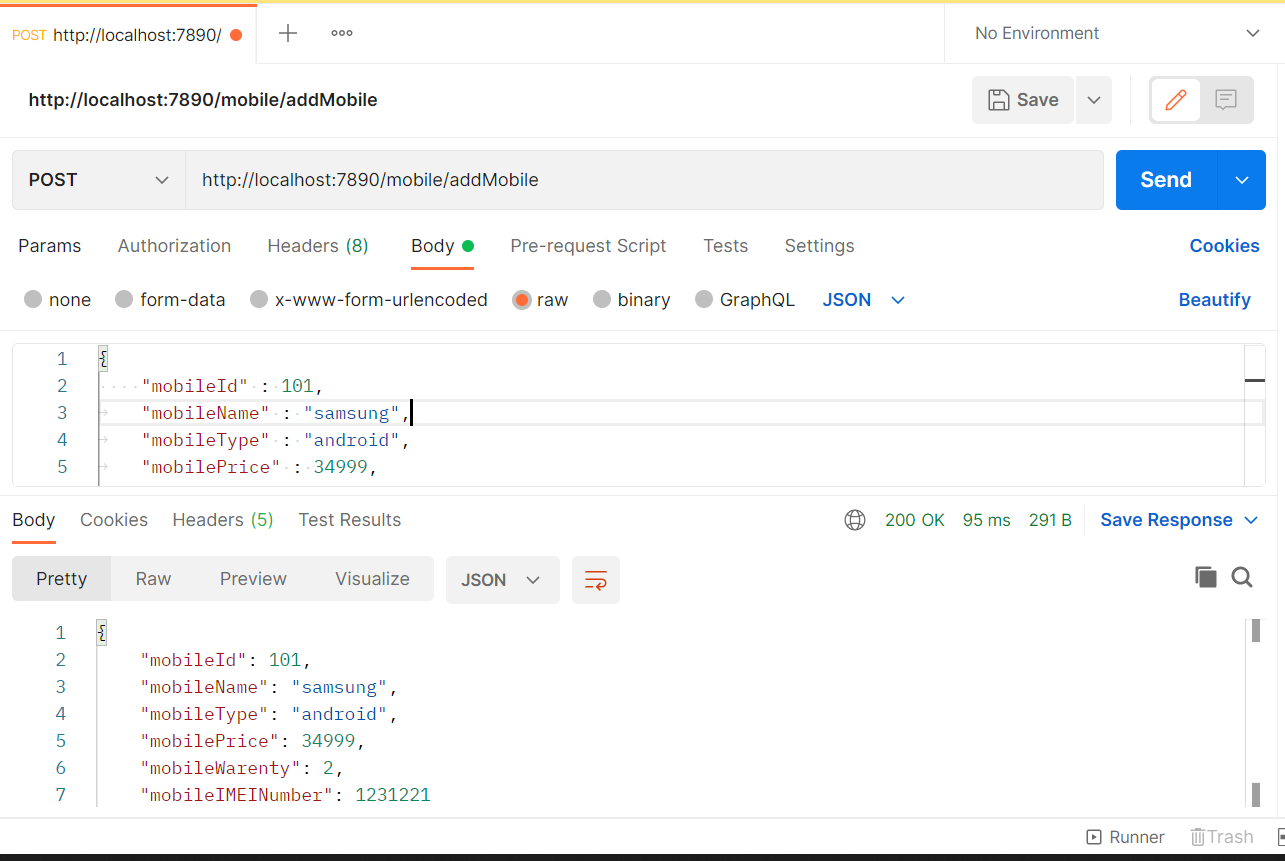 POST http://localhost:7890/ No Environment
http://localhost:7890/mobile/addMobile Save
POST http://localhost:7890/mobile/addMobile Send
Params Authorization Headers (8) Body Pre-request Script Tests Settings Cookies
none form-data x-www-form-urlencoded raw binary GraphQL JSON Beautify
1 {
2 "mobileId" : 101,
3 "mobileName" : "samsung",
4 "mobileType" : "android",
5 "mobilePrice" : 34999,
Body Cookies Headers (5) Test Results 200 OK 95 ms 291 B Save Response
Pretty Raw Preview Visualize JSON
1 {
2 "mobileId": 101,
3 "mobileName": "samsung",
4 "mobileType": "android",
5 "mobilePrice": 34999,
6 "mobileWarenty": 2,
7 "mobileIMEINumber": 1231221
Runner Trash